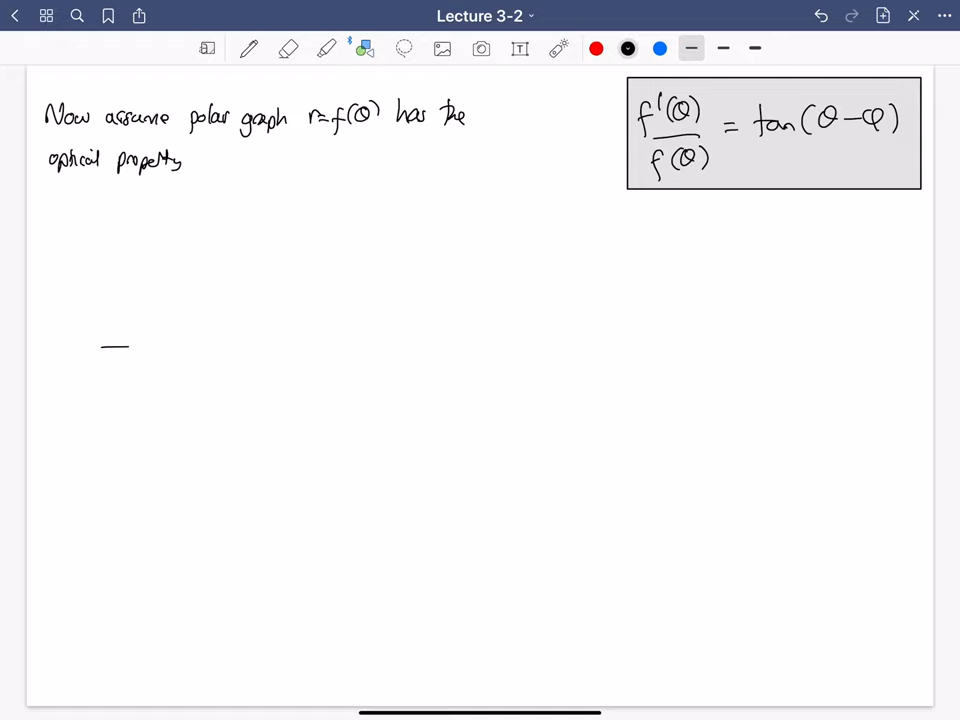 Lecture 3-2
Now assume polar graph r=f(θ) has the
optical property
f'(θ)/f(θ) = tan(θ-φ)